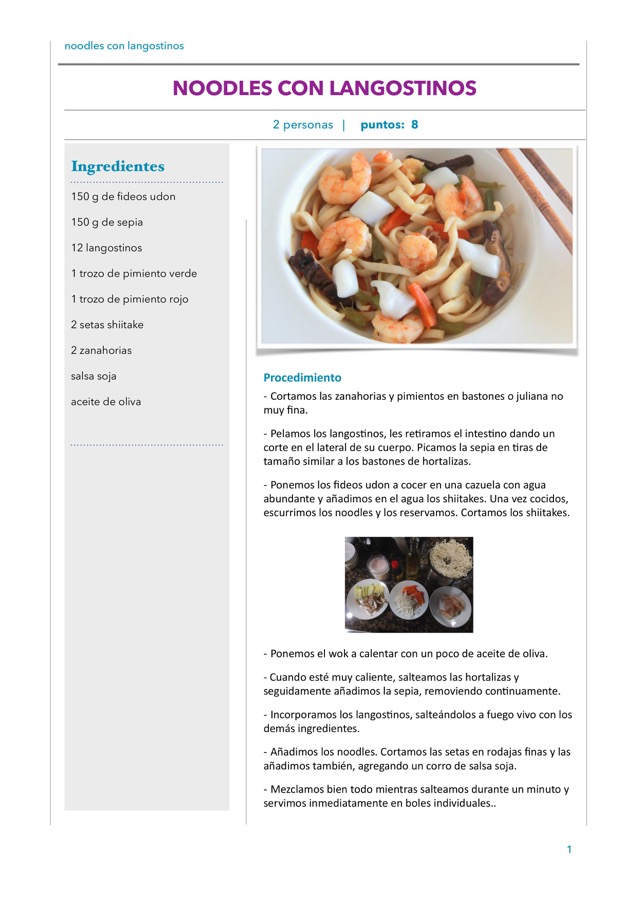 noodles con langostinos
NOODLES CON LANGOSTINOS
2 personas | puntos: 8
Ingredientes
150 g de fideos udon
150 g de sepia
12 langostinos
1 trozo de pimiento verde
1 trozo de pimiento rojo
2 setas shiitake
2 zanahorias
salsa soja
aceite de oliva
Procedimiento
- Cortamos las zanahorias y pimientos en bastones o juliana no
muy fina.
- Pelamos los langostinos, les retiramos el intestino dando un
corte en el lateral de su cuerpo. Picamos la sepia en tiras de
tamaño similar a los bastones de hortalizas.
- Ponemos los fideos udon a cocer en una cazuela con agua
abundante y añadimos en el agua los shiitakes. Una vez cocidos,
escurrimos los noodles y los reservamos. Cortamos los shiitakes.
- Ponemos el wok a calentar con un poco de aceite de oliva.
- Cuando esté muy caliente, salteamos las hortalizas y
seguidamente añadimos la sepia, removiendo continuamente.
- Incorporamos los langostinos, salteándolos a fuego vivo con los
demás ingredientes.
- Añadimos los noodles. Cortamos las setas en rodajas finas y las
añadimos también, agregando un corro de salsa soja.
- Mezclamos bien todo mientras salteamos durante un minuto y
servimos inmediatamente en boles individuales..
1